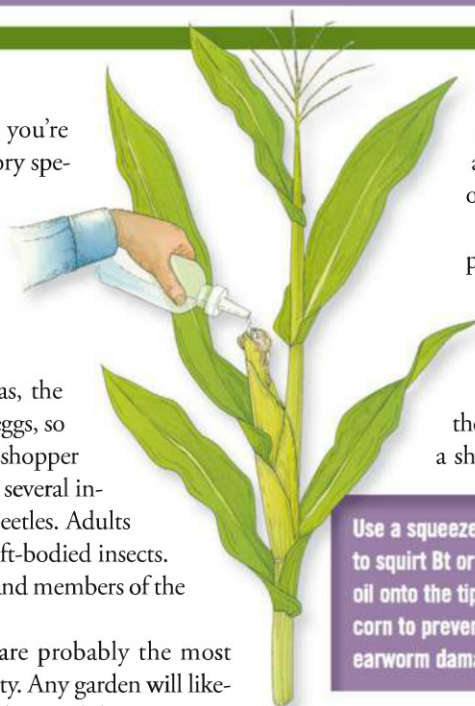 you're
ory spe-
as, the
eggs, so
shopper
several in-
eetles. Adults
ft-bodied insects.
nd members of the
are probably the most
ty. Any garden will like-
a
o
p
the
a sh
Use a squeeze
to squirt Bt or
oil onto the tip
corn to preven
earworm dama